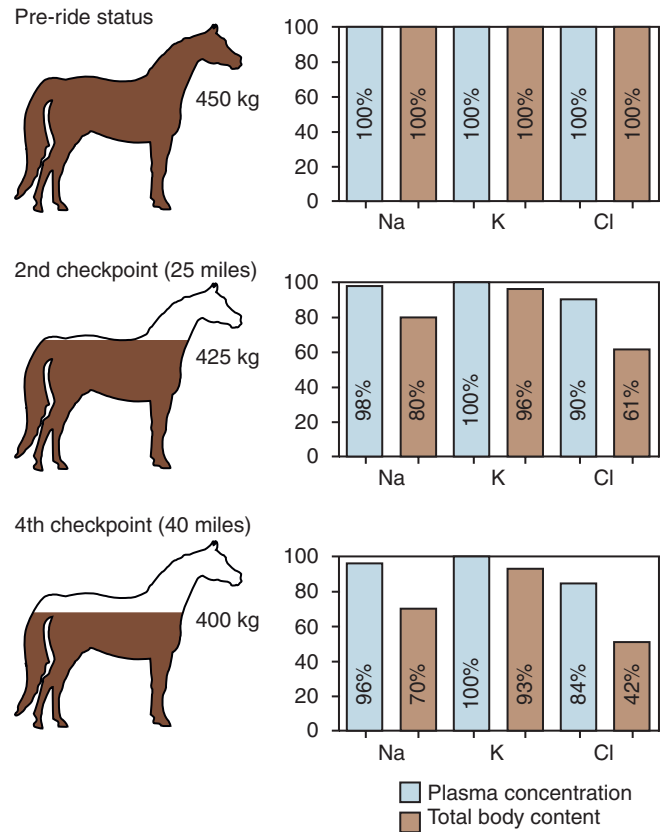 Pre-ride status
450 kg
100
80
60
40
20
0
100%
100%
100%
100%
100%
100%
Na
K
Cl
2nd checkpoint (25 miles)
425 kg
100
80
60
40
20
0
98%
80%
100%
96%
90%
61%
Na
K
Cl
4th checkpoint (40 miles)
400 kg
100
80
60
40
20
0
96%
70%
100%
93%
84%
42%
Na
K
Cl
Plasma concentration
Total body content